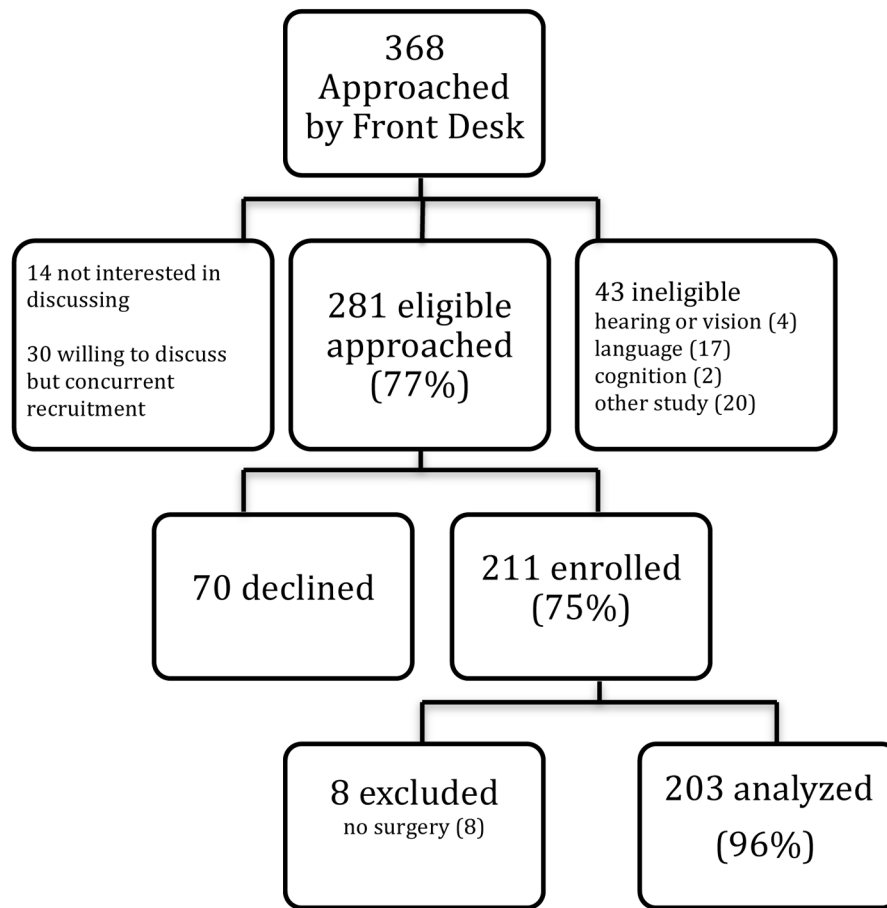 368
Approached
by Front Desk
14 not interested in
discussing
30 willing to discuss
but concurrent
recruitment
281 eligible
approached
(77%)
43 ineligible
hearing or vision (4)
language (17)
cognition (2)
other study (20)
70 declined
211 enrolled
(75%)
8 excluded
no surgery (8)
203 analyzed
(96%)